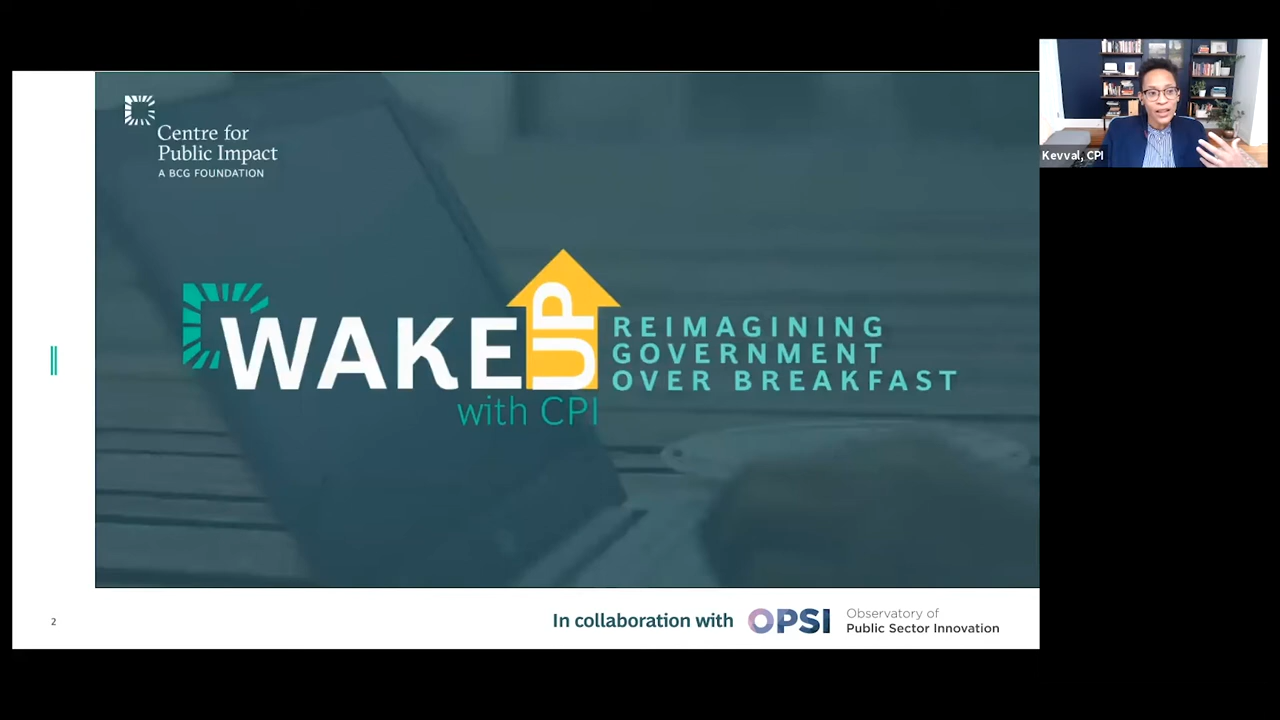 Centre for
Public Impact
A BCG FOUNDATION
WAKE UP
with CPI
REIMAGINING
GOVERNMENT
OVER BREAKFAST
Kevval, CPI
2
In collaboration with
OPSI
Observatory of
Public Sector Innovation